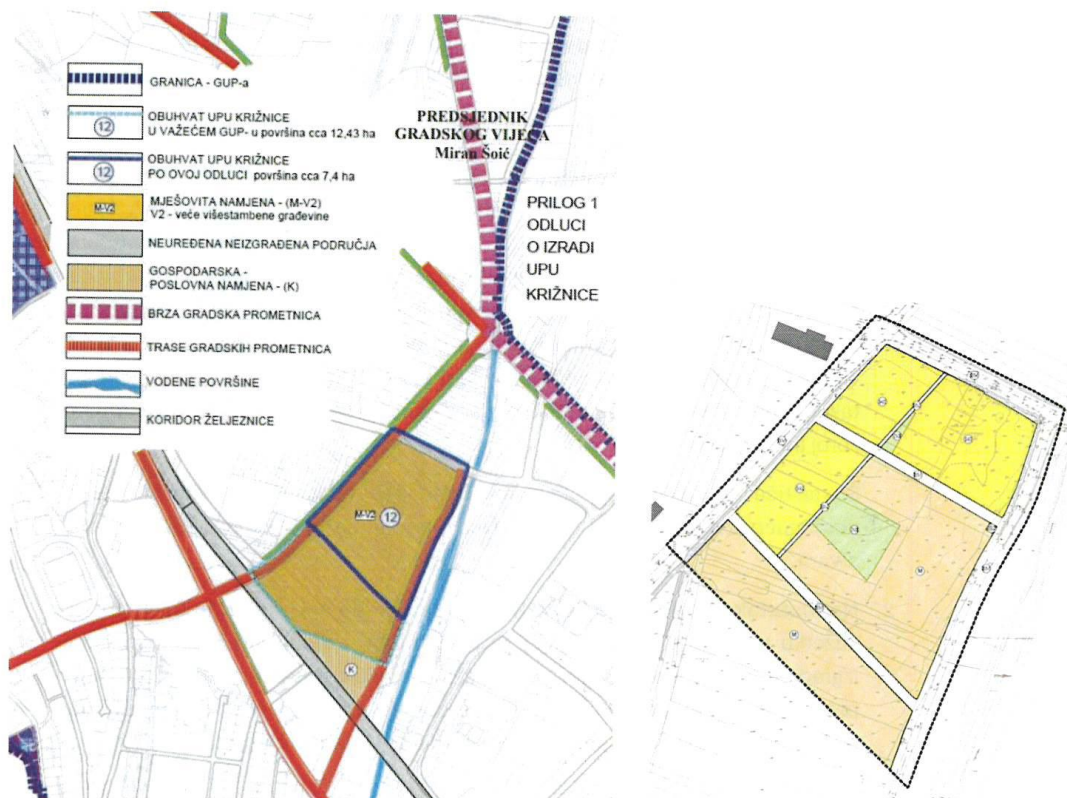 GRANICA - GUP-a
OBUHVAT UPU KRIŽNICE
U VAŽEĆEM GUP- u površina cca 12,43 ha
12
OBUHVAT UPU KRIŽNICE
PO OVOJ ODLUCI površina cca 7,4 ha
12
MJEŠOVITA NAMJENA - (M-V2)
V2 - veće višestambene građevine
M-V2
NEUREĐENA NEIZGRAĐENA PODRUČJA
GOSPODARSKA -
POSLOVNA NAMJENA - (K)
BRZA GRADSKA PROMETNICA
TRASE GRADSKIH PROMETNICA
VODENE POVRŠINE
KORIDOR ŽELJEZNICE
PREDSJEDNIK
GRADSKOG VIJEĆA
Miran Šoić
PRILOG 1
ODLUCI
O IZRADI
UPU
KRIŽNICE
M-V2 12
K
M
M